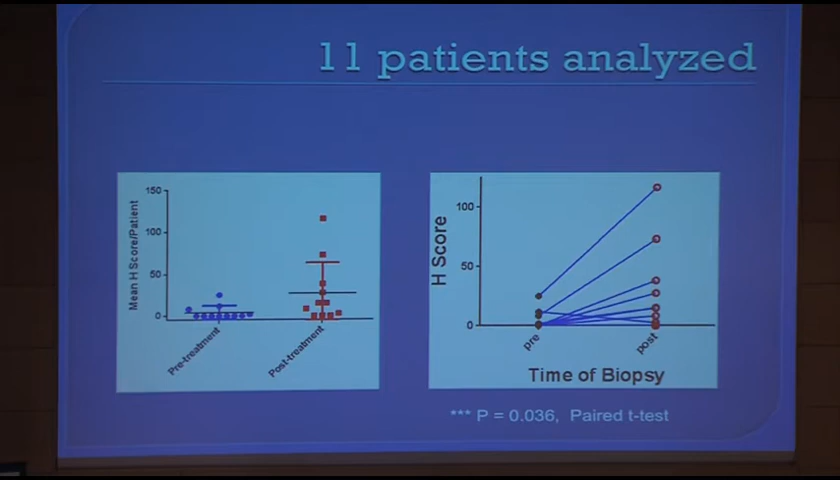 11 patients analyzed
150
100
50
0
Mean H Score/Patient
Pre-treatment
Post-treatment
100
50
0
H Score
pre
post
Time of Biopsy
*** P = 0.036, Paired t-test